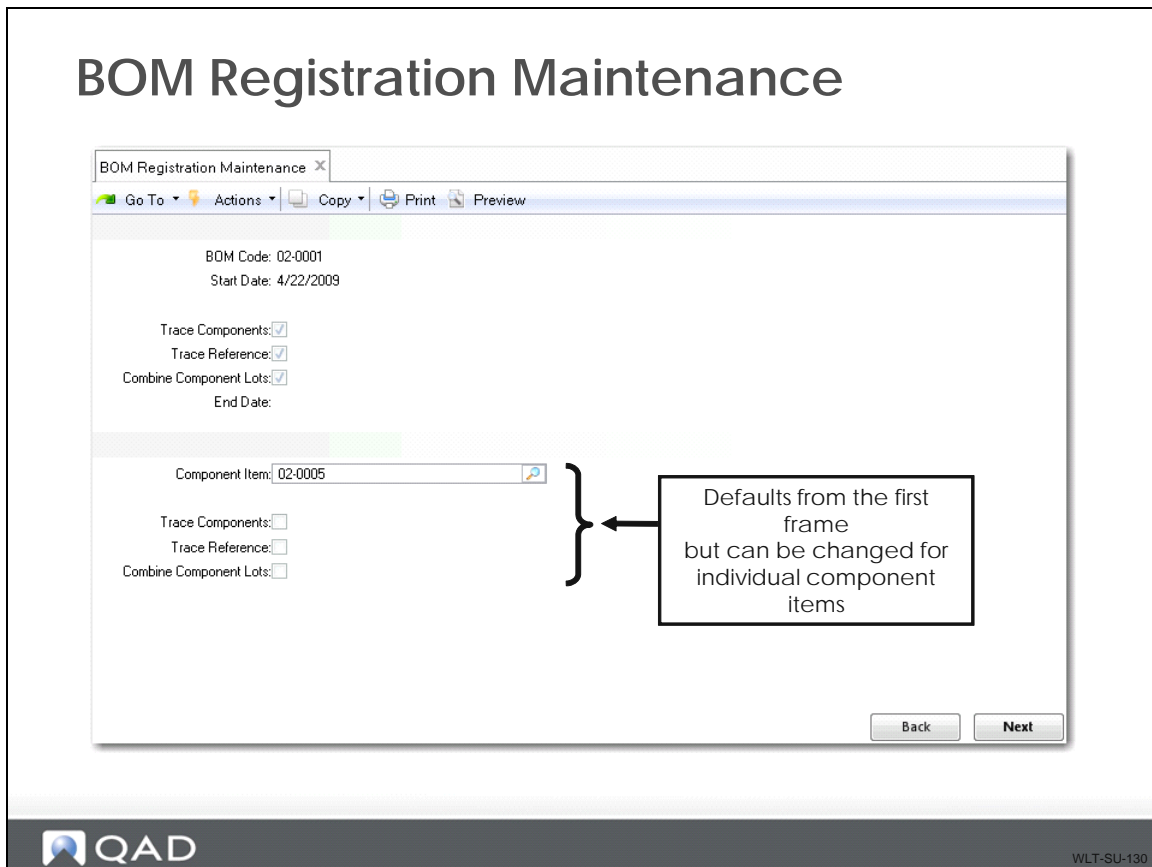 BOM Registration Maintenance
BOM Registration Maintenance
Go To Actions Copy Print Preview
BOM Code: 02-0001
Start Date: 4/22/2009
Trace Components:
Trace Reference:
Combine Component Lots:
End Date:
Component Item: 02-0005
Trace Components:
Trace Reference:
Combine Component Lots:
Defaults from the first
frame
but can be changed for
individual component
items
Back Next
QAD
WLT-SU-130